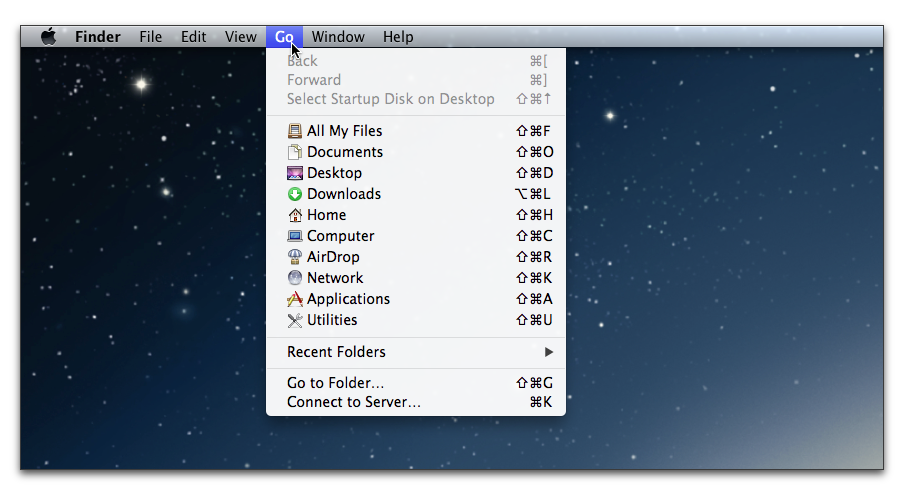 Finder File Edit View Go Window Help
Back ⌘[
Forward ⌘]
Select Startup Disk on Desktop ⇧⌘↑
All My Files ⇧⌘F
Documents ⇧⌘O
Desktop ⇧⌘D
Downloads ⌥⌘L
Home ⇧⌘H
Computer ⇧⌘C
AirDrop ⇧⌘R
Network ⇧⌘K
Applications ⇧⌘A
Utilities ⇧⌘U
Recent Folders ▶
Go to Folder... ⇧⌘G
Connect to Server... ⌘K